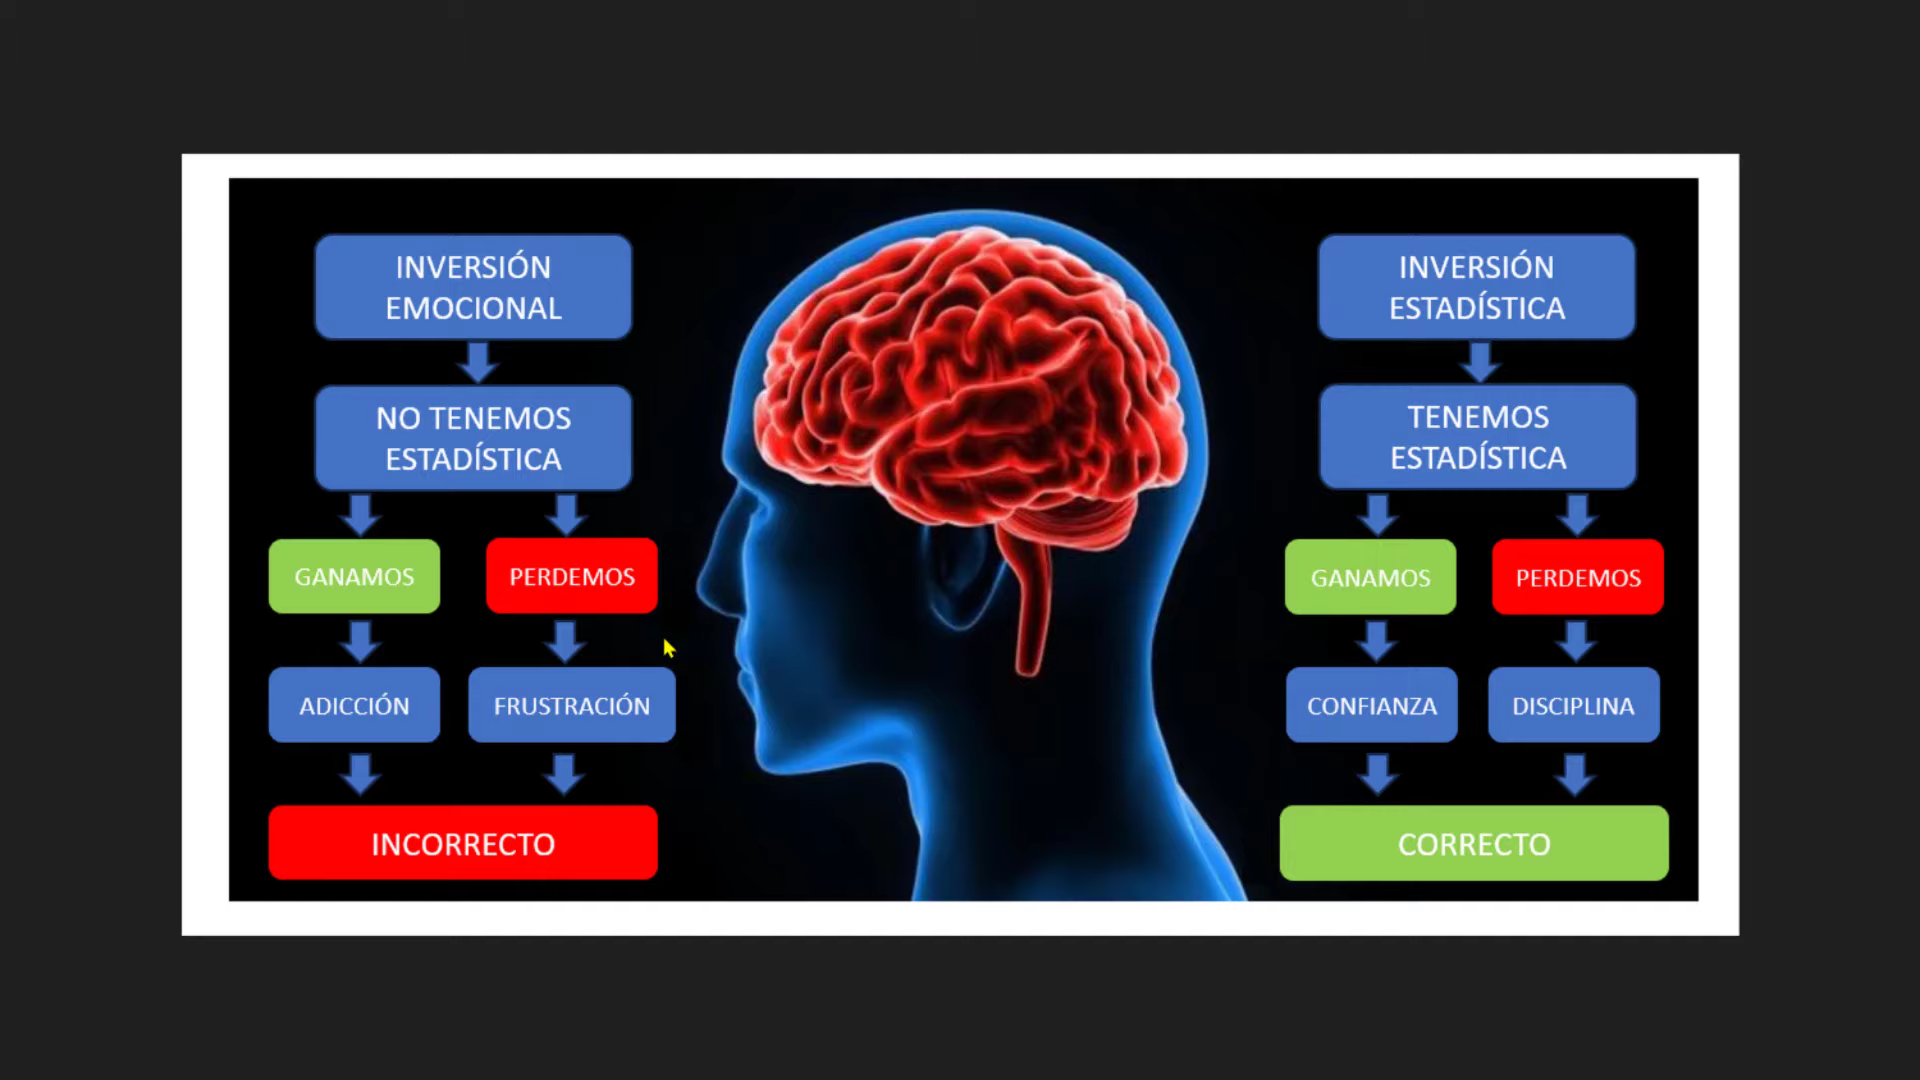 INVERSIÓN
EMOCIONAL
NO TENEMOS
ESTADÍSTICA
GANAMOS
PERDEMOS
ADICCIÓN
FRUSTRACIÓN
INCORRECTO
INVERSIÓN
ESTADÍSTICA
TENEMOS
ESTADÍSTICA
GANAMOS
PERDEMOS
CONFIANZA
DISCIPLINA
CORRECTO